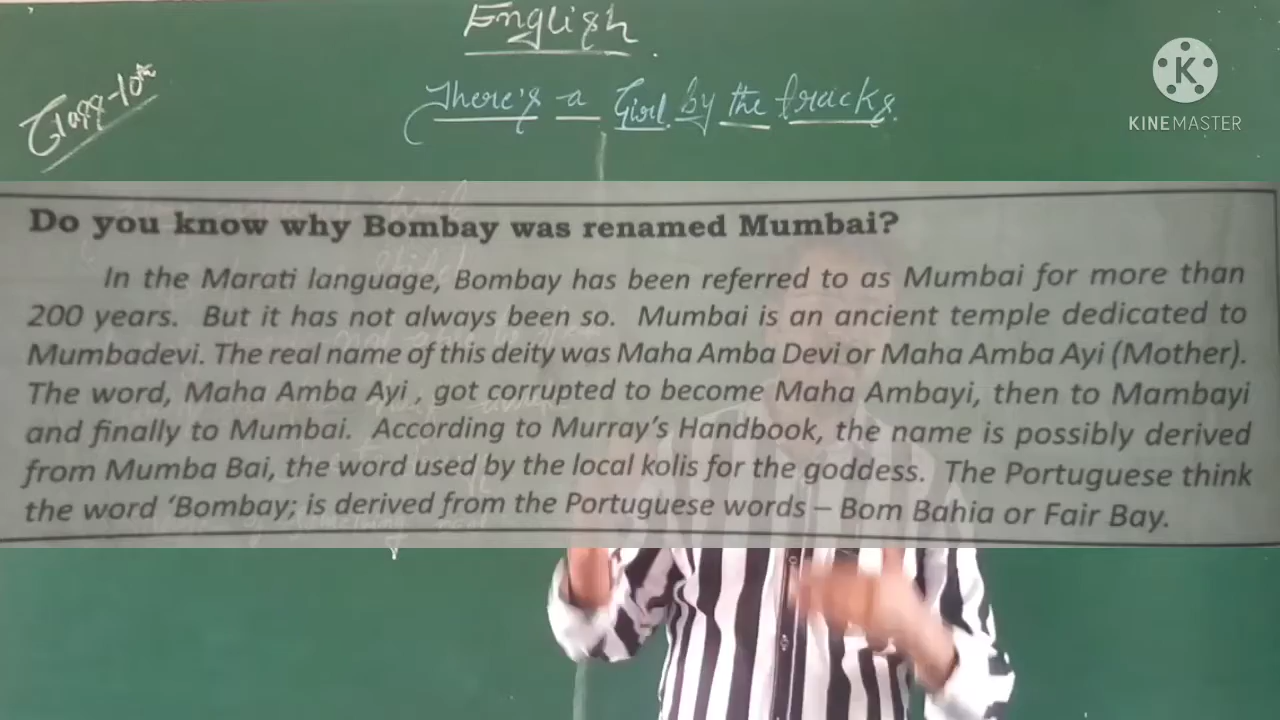 English
Class-10th
There's a Girl by the tracks.
KINEMASTER
Do you know why Bombay was renamed Mumbai?
In the Marati language, Bombay has been referred to as Mumbai for more than
200 years. But it has not always been so. Mumbai is an ancient temple dedicated to
Mumbadevi. The real name of this deity was Maha Amba Devi or Maha Amba Ayi (Mother).
The word, Maha Amba Ayi , got corrupted to become Maha Ambayi, then to Mambayi
and finally to Mumbai. According to Murray's Handbook, the name is possibly derived
from Mumba Bai, the word used by the local kolis for the goddess. The Portuguese think
the word ‘Bombay; is derived from the Portuguese words – Bom Bahia or Fair Bay.